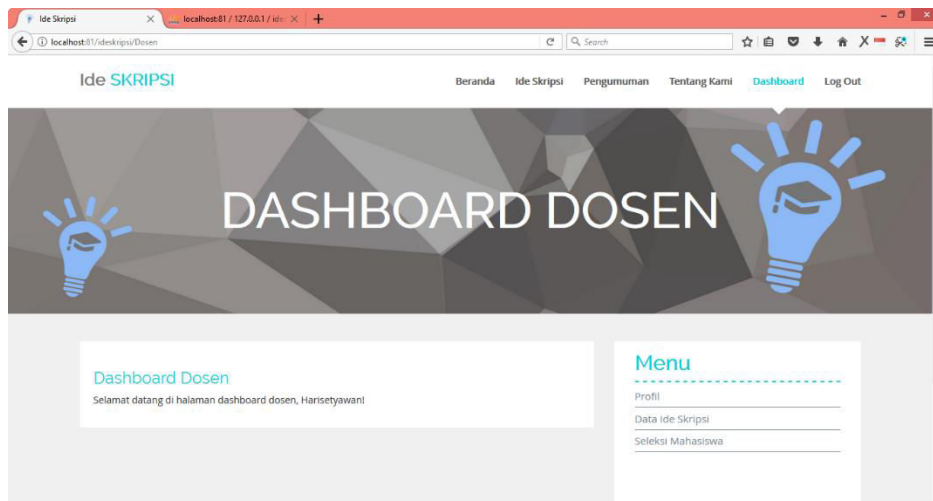 Ide Skripsi
localhost:81 / 127.0.0.1 / ide
localhost:81/ideskripsi/Dosen
Search
Ide SKRIPSI
Beranda Ide Skripsi Pengumuman Tentang Kami Dashboard Log Out
DASHBOARD DOSEN
Dashboard Dosen
Selamat datang di halaman dashboard dosen, Harisetyawan!
Menu
Profil
Data ide Skripsi
Seleksi Mahasiswa